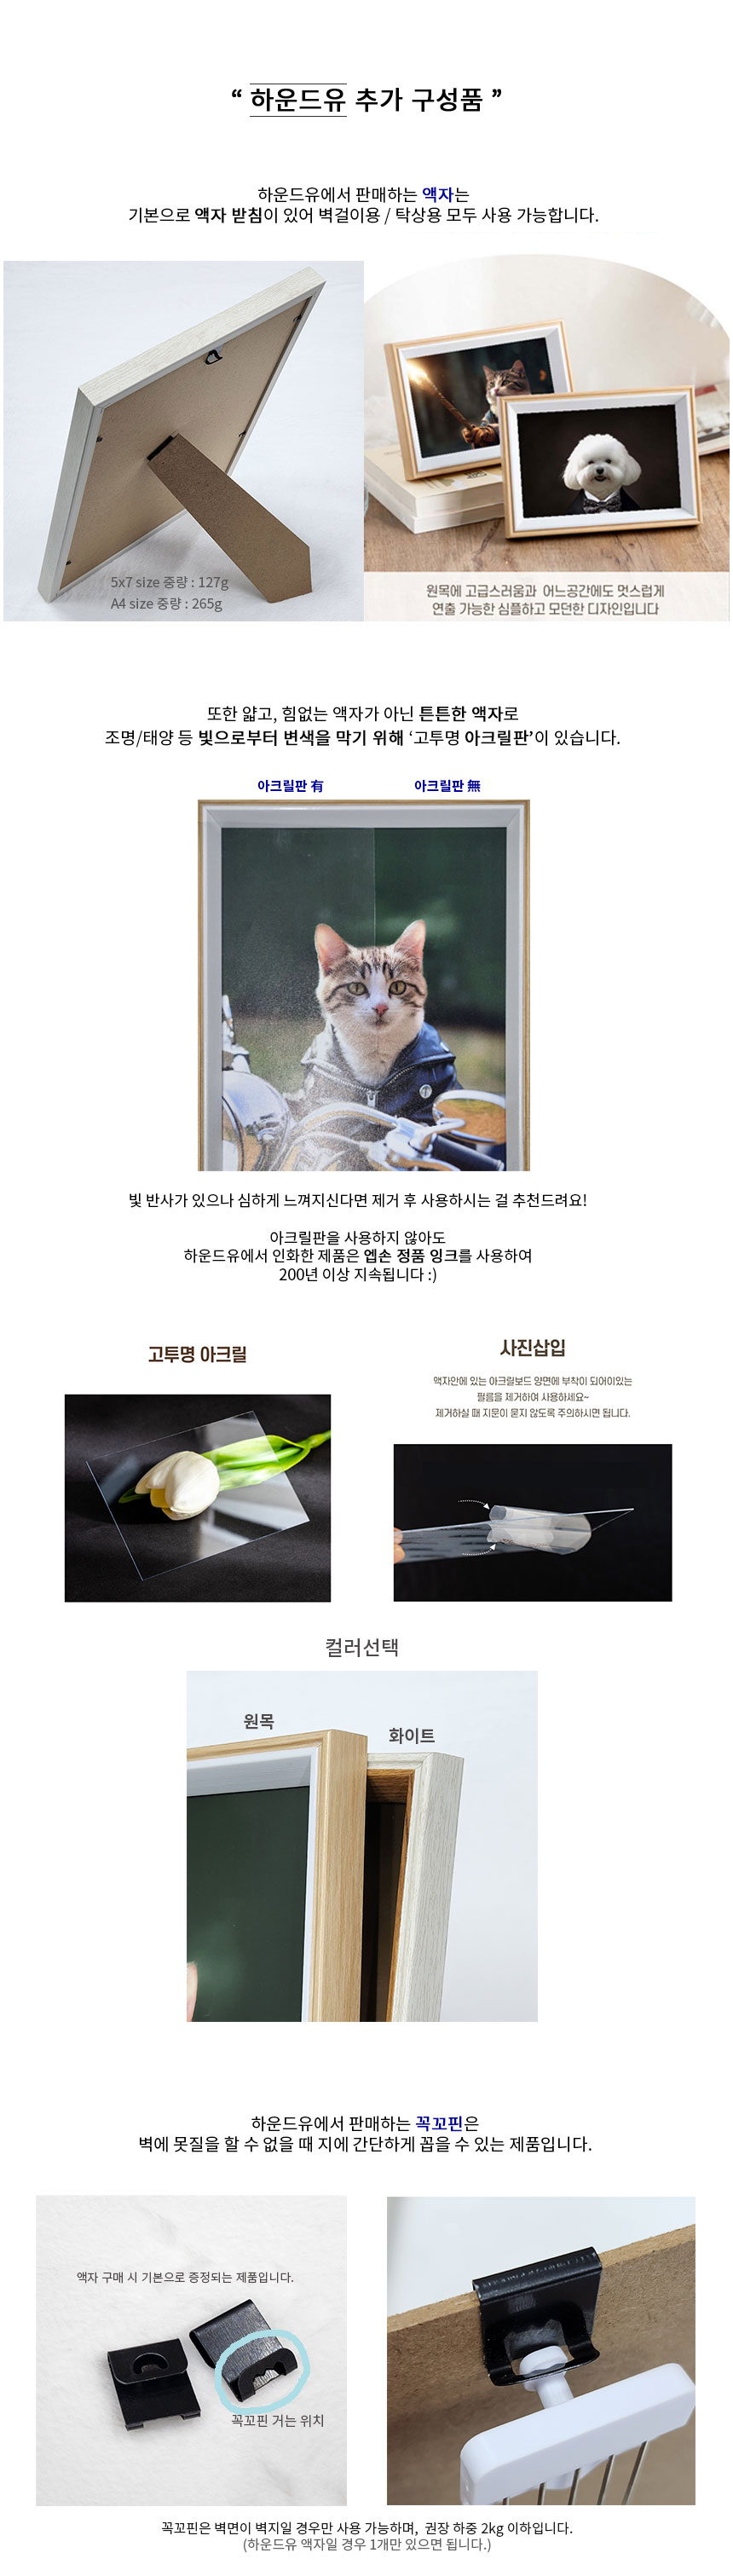 “ 하운드유 추가 구성품 ”
하운드유에서 판매하는 액자는
기본으로 액자 받침이 있어 벽걸이용 / 탁상용 모두 사용 가능합니다.
5x7 size 중량 : 127g
A4 size 중량 : 265g
원목에 고급스러움과 어느공간에도 멋스럽게
연출 가능한 심플하고 모던한 디자인입니다
또한 얇고, 힘없는 액자가 아닌 튼튼한 액자로
조명/태양 등 빛으로부터 변색을 막기 위해 ‘고투명 아크릴판’이 있습니다.
아크릴판 有
아크릴판 無
빛 반사가 있으나 심하게 느껴지신다면 제거 후 사용하시는 걸 추천드려요!
아크릴판을 사용하지 않아도
하운드유에서 인화한 제품은 엡손 정품 잉크를 사용하여
200년 이상 지속됩니다 :)
고투명 아크릴
사진삽입
액자안에 있는 아크릴보드 양면에 부착이 되어이있는
필름을 제거하여 사용하세요~
제거하실 때 지문이 묻지 않도록 주의하시면 됩니다.
컬러선택
원목
화이트
하운드유에서 판매하는 꼭꼬핀은
벽에 못질을 할 수 없을 때 지에 간단하게 꼽을 수 있는 제품입니다.
액자 구매 시 기본으로 증정되는 제품입니다.
꼭꼬핀 거는 위치
꼭꼬핀은 벽면이 벽지일 경우만 사용 가능하며, 권장 하중 2kg 이하입니다.
(하운드유 액자일 경우 1개만 있으면 됩니다.)